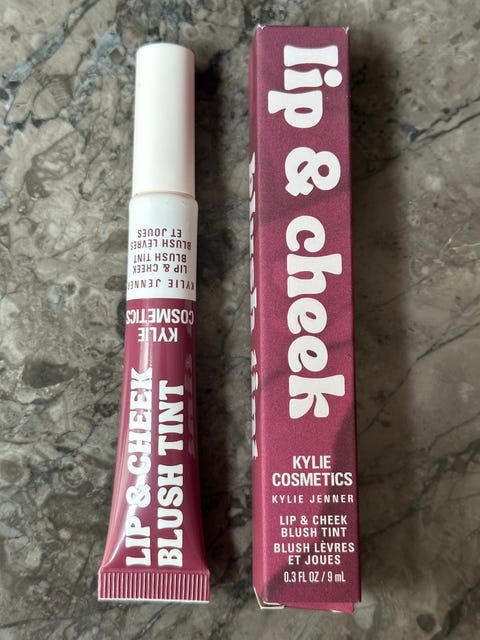 KYLIE JENNER
LIP & CHEEK
BLUSH TINT
BLUSH LÈVRES
ET JOUES
KYLIE
COSMETICS
LIP & CHEEK
BLUSH TINT
lip & cheek
KYLIE
COSMETICS
KYLIE JENNER
LIP & CHEEK
BLUSH TINT
BLUSH LÈVRES
ET JOUES
0.3 FL OZ / 9 mL